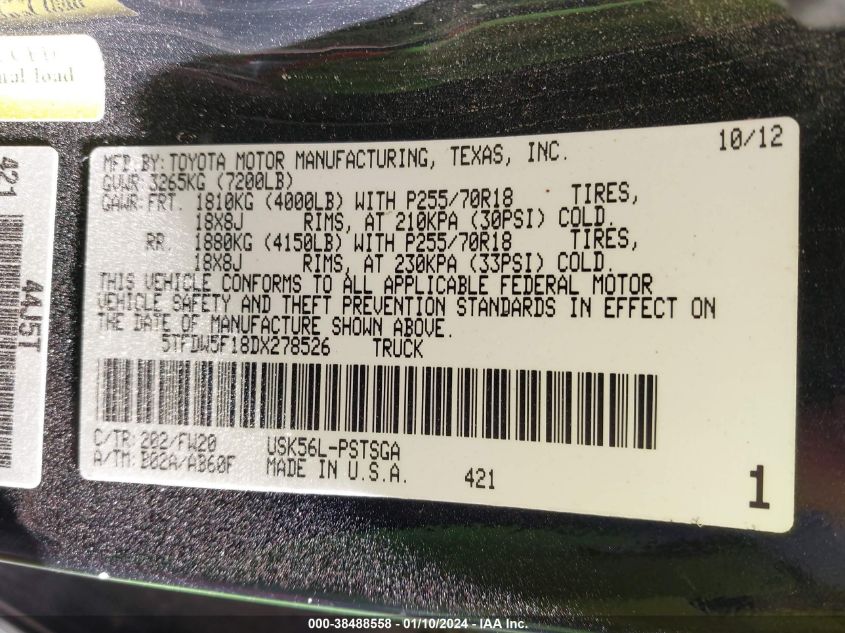 nal load
421
44J5T
10/12
MFD.BY: TOYOTA MOTOR MANUFACTURING, TEXAS, INC.
GVWR 3265KG (7200LB)
GAWR FRT. 1810KG (4000LB) WITH P255/70R18 TIRES,
18X8J RIMS, AT 210KPA (30PSI) COLD.
RR. 1880KG (4150LB) WITH P255/70R18 TIRES,
18X8J RIMS, AT 230KPA (33PSI) COLD.
THIS VEHICLE CONFORMS TO ALL APPLICABLE FEDERAL MOTOR
VEHICLE SAFETY AND THEFT PREVENTION STANDARDS IN EFFECT ON
THE DATE OF MANUFACTURE SHOWN ABOVE.
5TFDW5F18DX278526 TRUCK
C/TR: 202/FW20 USK56L-PSTSGA
A/TM: B02A/AB60F MADE IN U.S.A. 421
1
000-38488558 - 01/10/2024 - IAA Inc.